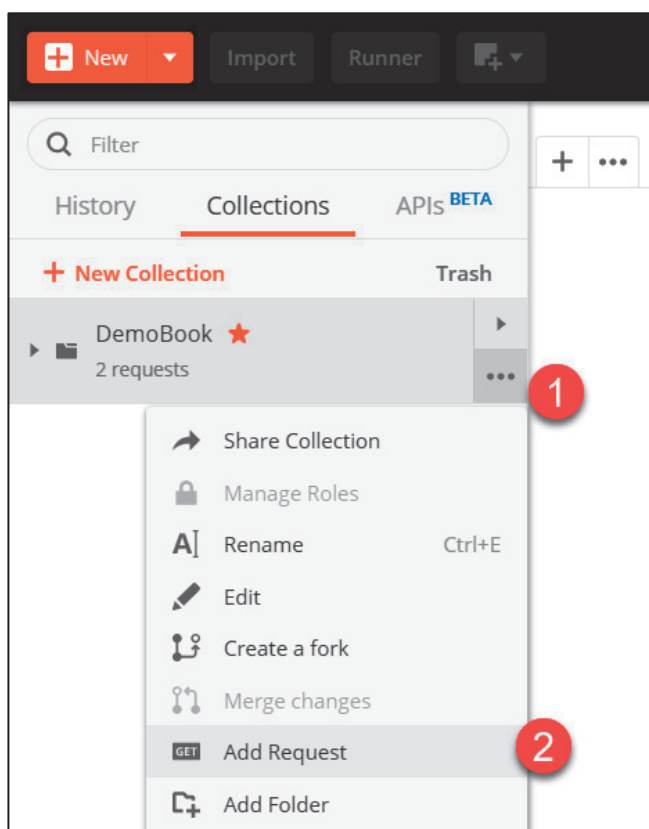 New Import Runner
Filter
History Collections APIs BETA
+ New Collection Trash
DemoBook
2 requests
1
Share Collection
Manage Roles
Rename Ctrl+E
Edit
Create a fork
Merge changes
GET Add Request 2
Add Folder